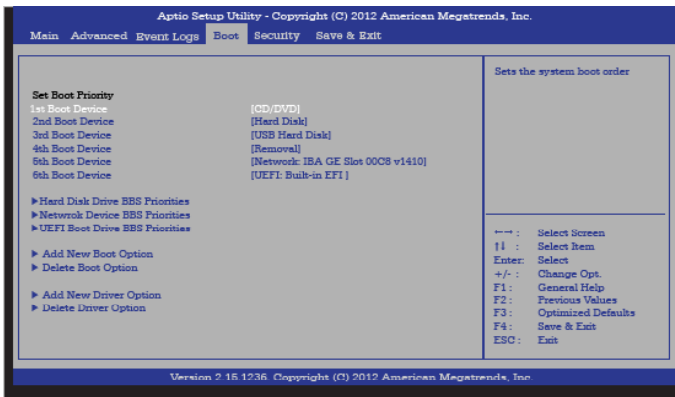 Aptio Setup Utility - Copyright (C) 2012 American Megatrends, Inc.
Main Advanced Event Logs Boot Security Save & Exit
Sets the system boot order
Set Boot Priority
1st Boot Device [CD/DVD]
2nd Boot Device [Hard Disk]
3rd Boot Device [USB Hard Disk]
4th Boot Device [Removal]
5th Boot Device [Network: IBA GE Slot 00C8 v1410]
6th Boot Device [UEFI: Built-in EFI ]
▶Hard Disk Drive BBS Priorities
▶Netwrok Device BBS Priorities
▶UEFI Boot Drive BBS Priorities
▶ Add New Boot Option
▶ Delete Boot Option
▶ Add New Driver Option
▶ Delete Driver Option
←→ : Select Screen
↑↓ : Select Item
Enter: Select
+/- : Change Opt.
F1 : General Help
F2 : Previous Values
F3 : Optimized Defaults
F4 : Save & Exit
ESC : Exit
Version 2.15.1236. Copyright (C) 2012 American Megatrends, Inc.